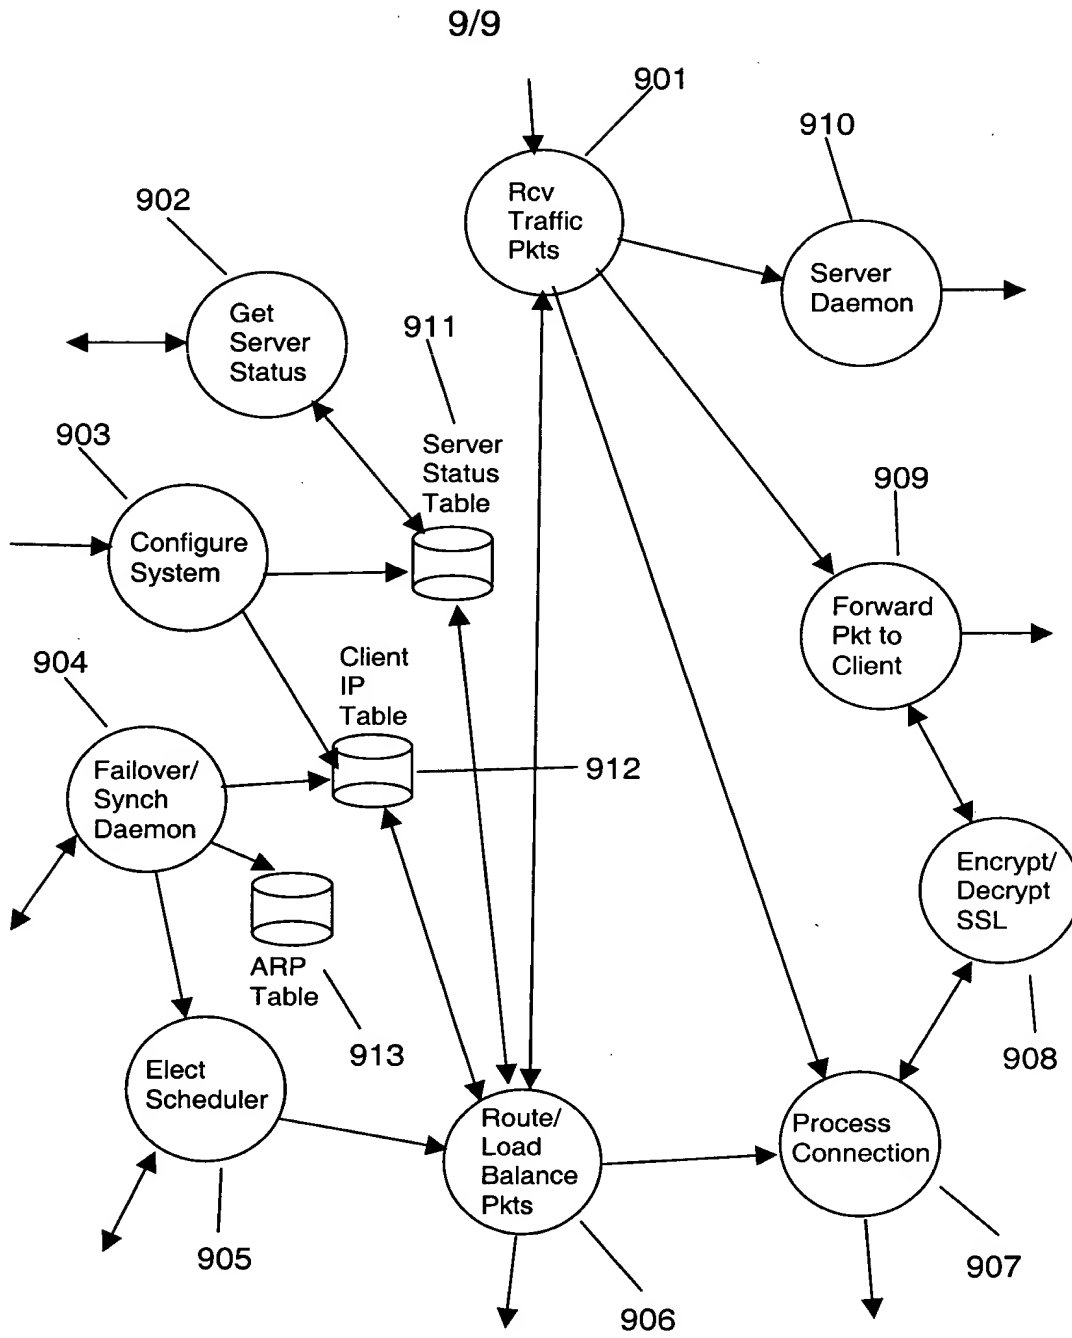 9/9
901
Rcv
Traffic
Pkts
910
Server
Daemon
902
Get
Server
Status
911
Server
Status
Table
903
Configure
System
909
Forward
Pkt to
Client
904
Failover/
Synch
Daemon
Client
IP
Table
912
ARP
Table
913
Encrypt/
Decrypt
SSL
908
Elect
Scheduler
905
Route/
Load
Balance
Pkts
906
Process
Connection
907